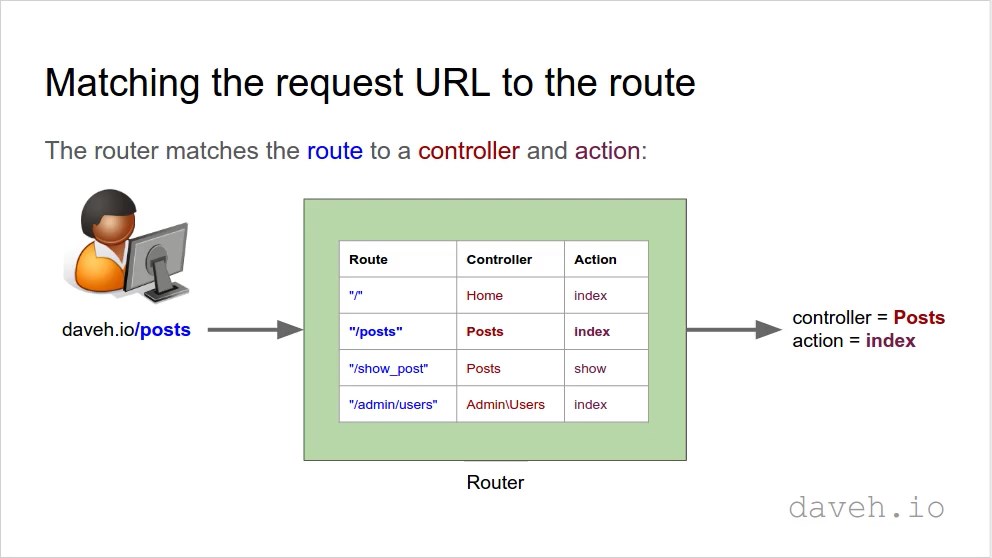 Matching the request URL to the route
The router matches the route to a controller and action:
daveh.io/posts
Route Controller Action
"/" Home index
"/posts" Posts index
"/show_post" Posts show
"/admin/users" Admin\Users index
controller = Posts
action = index
Router
daveh.io